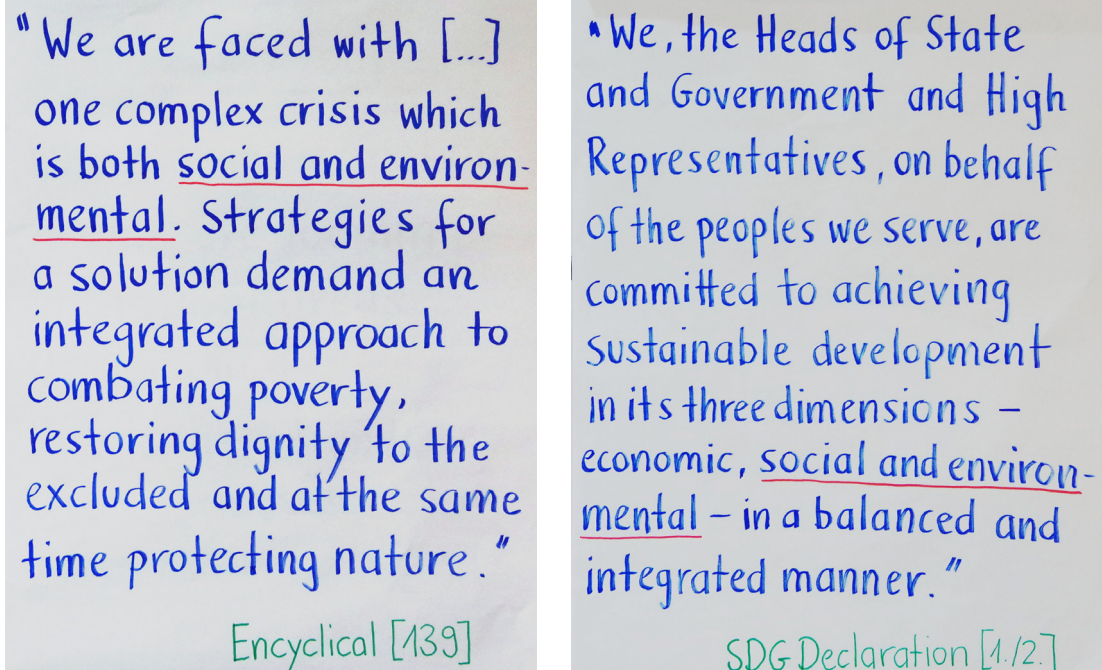 "We are faced with [...]
one complex crisis which
is both social and environ-
mental. Strategies for
a solution demand an
integrated approach to
combating poverty,
restoring dignity to the
excluded and at the same
time protecting nature."
Encyclical [139]
"We, the Heads of State
and Government and High
Representatives, on behalf
of the peoples we serve, are
committed to achieving
sustainable development
in its three dimensions –
economic, social and environ-
mental – in a balanced and
integrated manner."
SDG Declaration [1./2.]